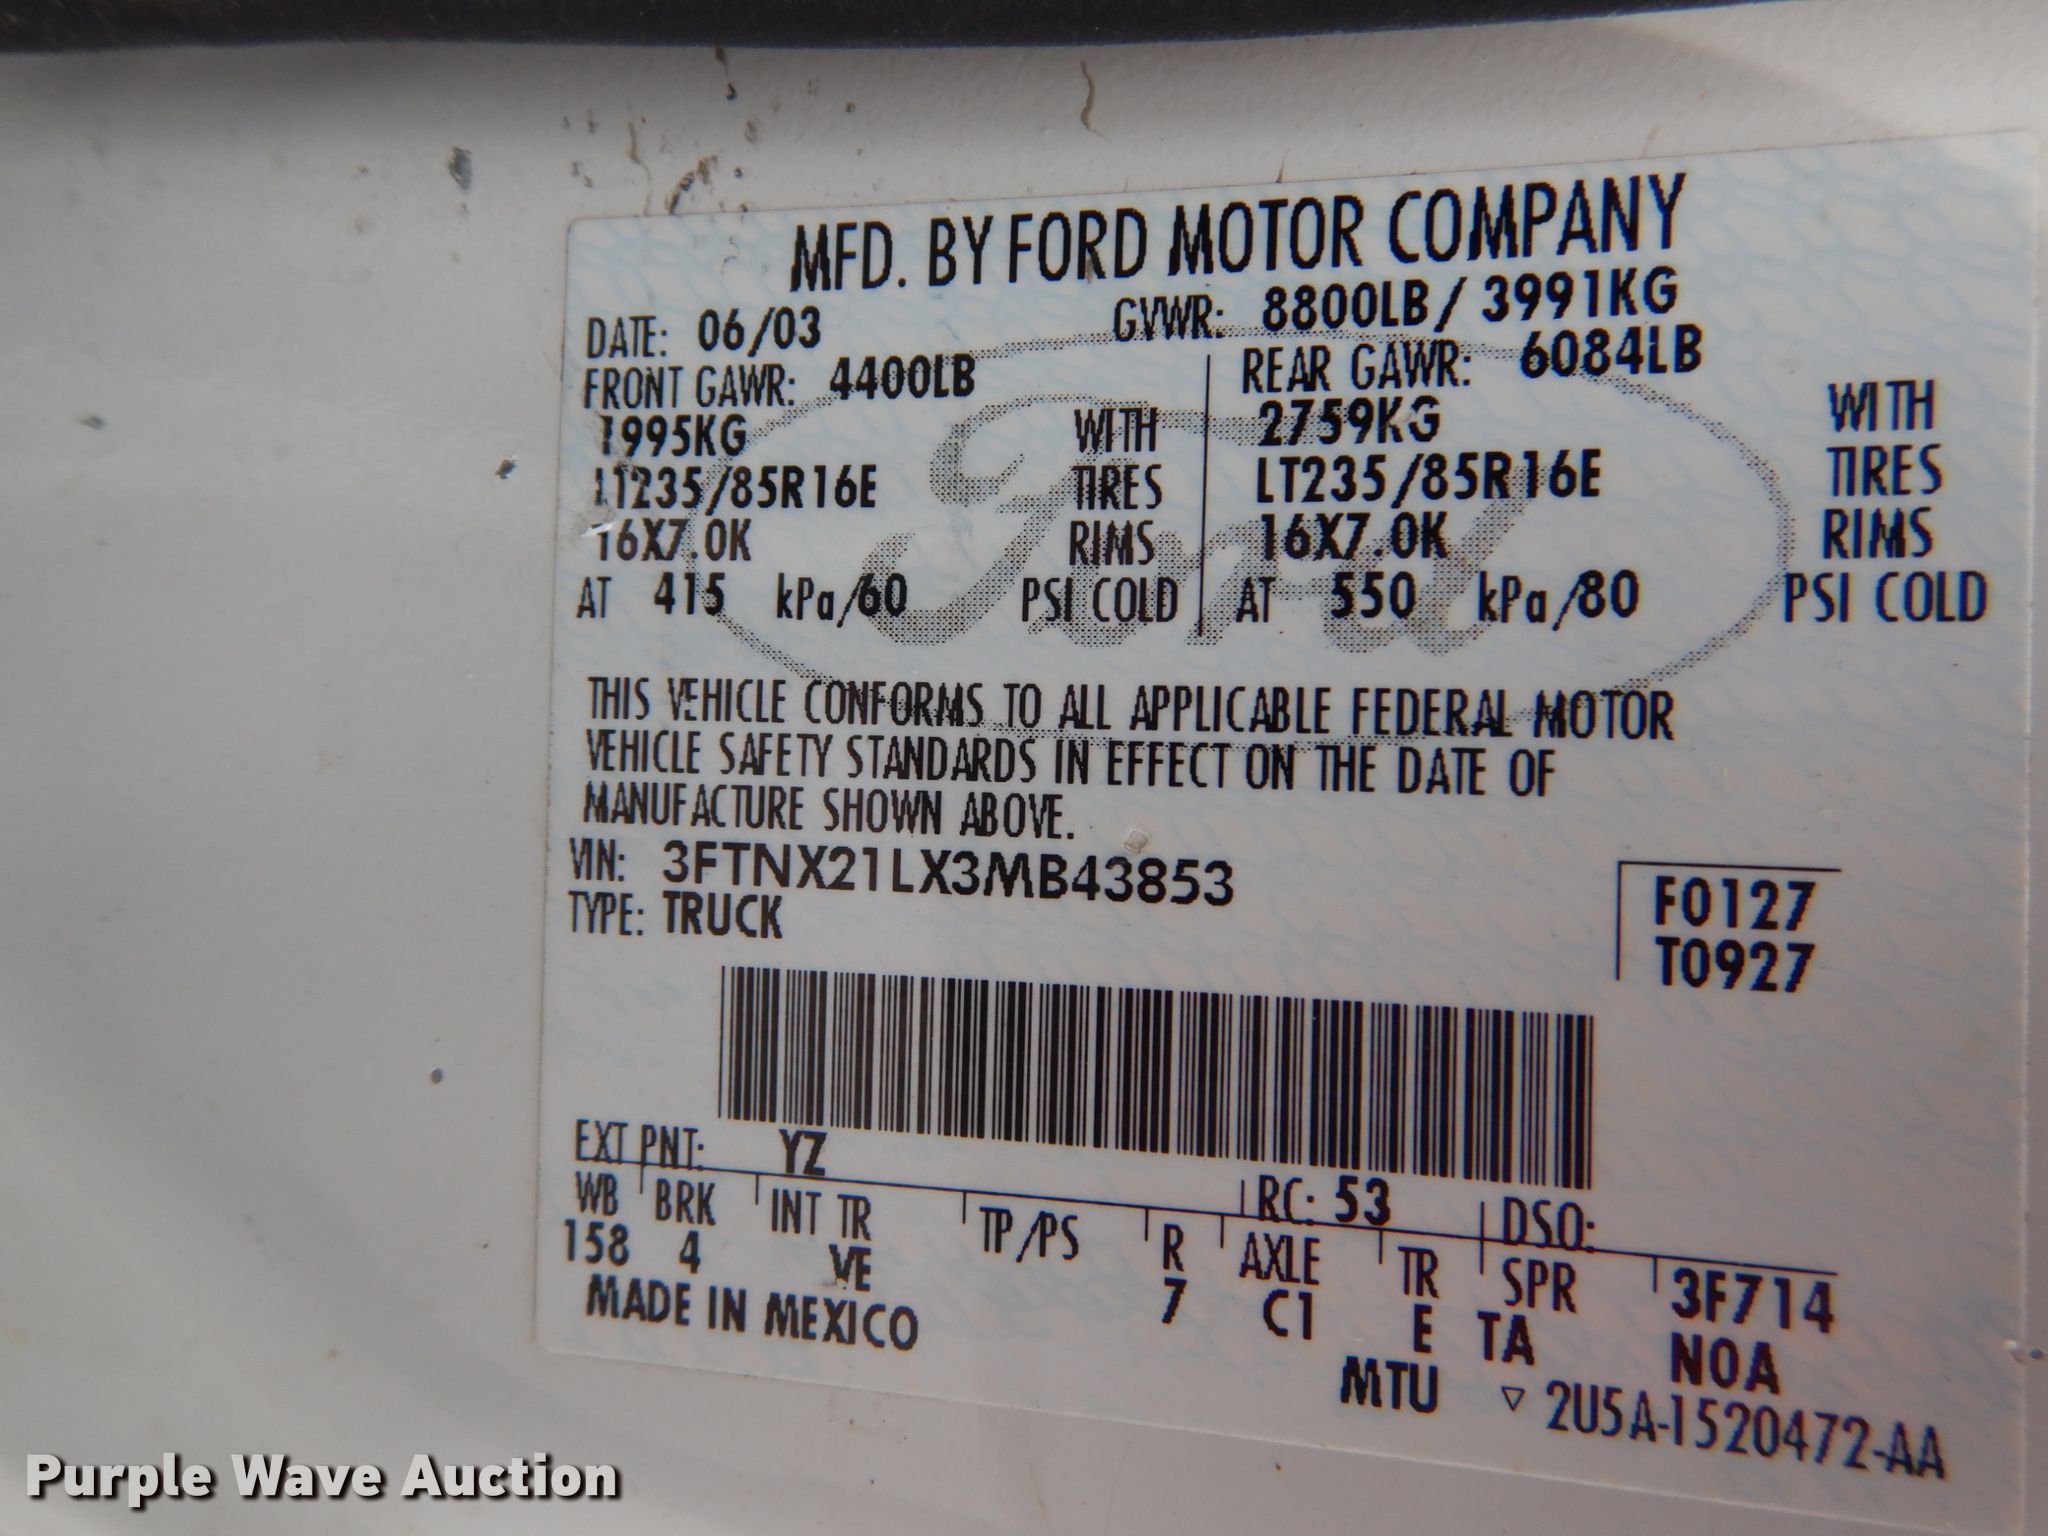 MFD. BY FORD MOTOR COMPANY
DATE: 06/03 GVWR: 8800LB / 3991KG
FRONT GAWR: 4400LB REAR GAWR: 6084LB
1995KG WITH 2759KG WITH
LT235/85R16E TIRES LT235/85R16E TIRES
16X7.0K RIMS 16X7.0K RIMS
AT 415 kPa/60 PSI COLD AT 550 kPa/80 PSI COLD
Ford
THIS VEHICLE CONFORMS TO ALL APPLICABLE FEDERAL MOTOR
VEHICLE SAFETY STANDARDS IN EFFECT ON THE DATE OF
MANUFACTURE SHOWN ABOVE.
VIN: 3FTNX21LX3MB43853
TYPE: TRUCK
F0127
T0927
EXT PNT: YZ RC: 53 DSO:
WB BRK INT TR TP/PS R AXLE TR SPR 3F714
158 4 VE 7 C1 E TA NOA
MADE IN MEXICO MTU ▽ 2U5A-1520472-AA
Purple Wave Auction